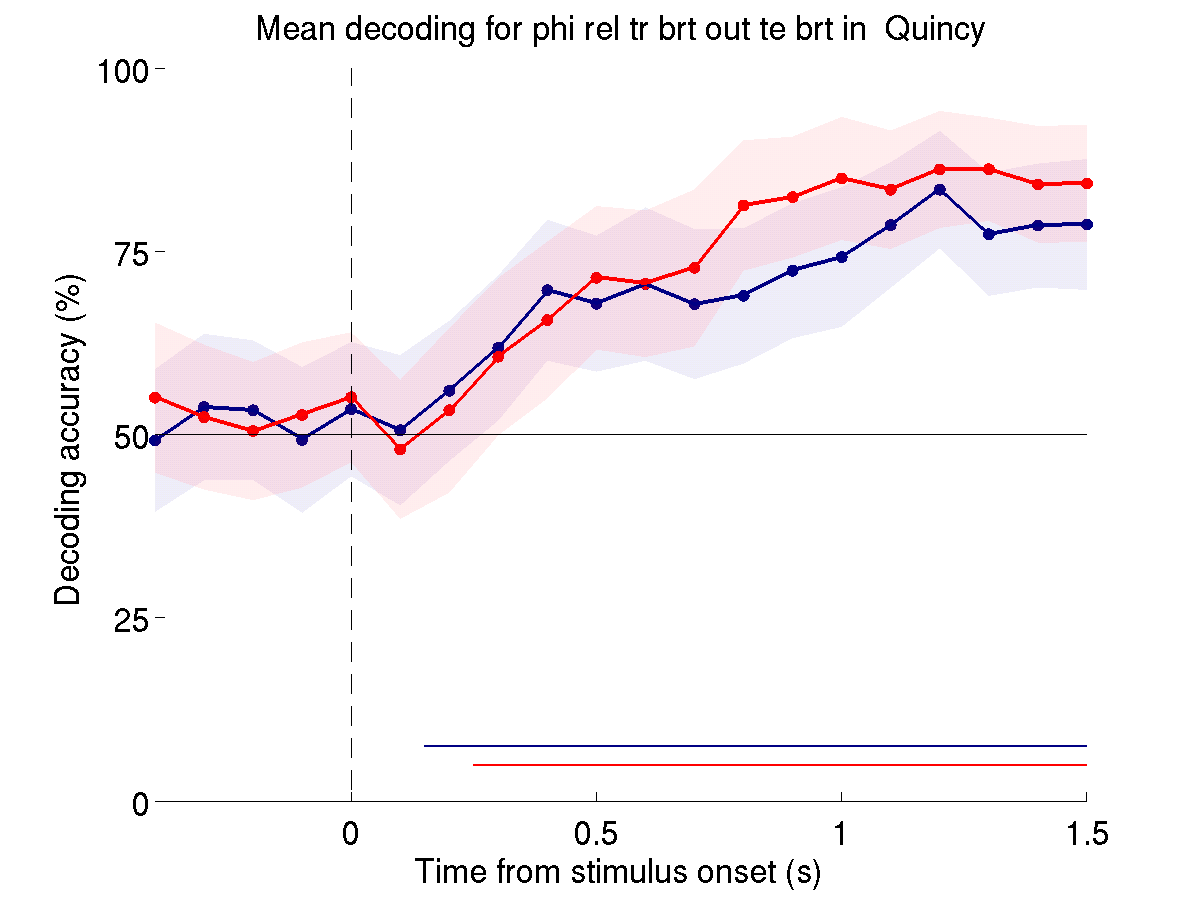 Mean decoding for phi rel tr brt out te brt in  Quincy
100
75
50
25
0
Decoding accuracy (%)
0 0.5 1 1.5
Time from stimulus onset (s)